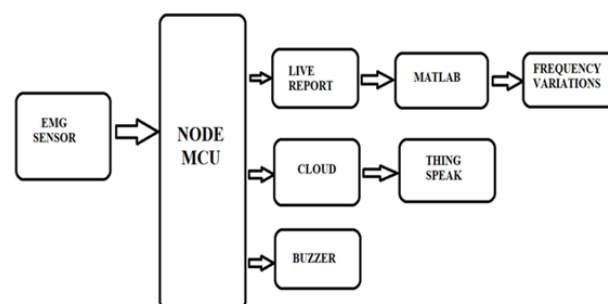 EMG
SENSOR
NODE
MCU
LIVE
REPORT
MATLAB
FREQUENCY
VARIATIONS
CLOUD
THING
SPEAK
BUZZER